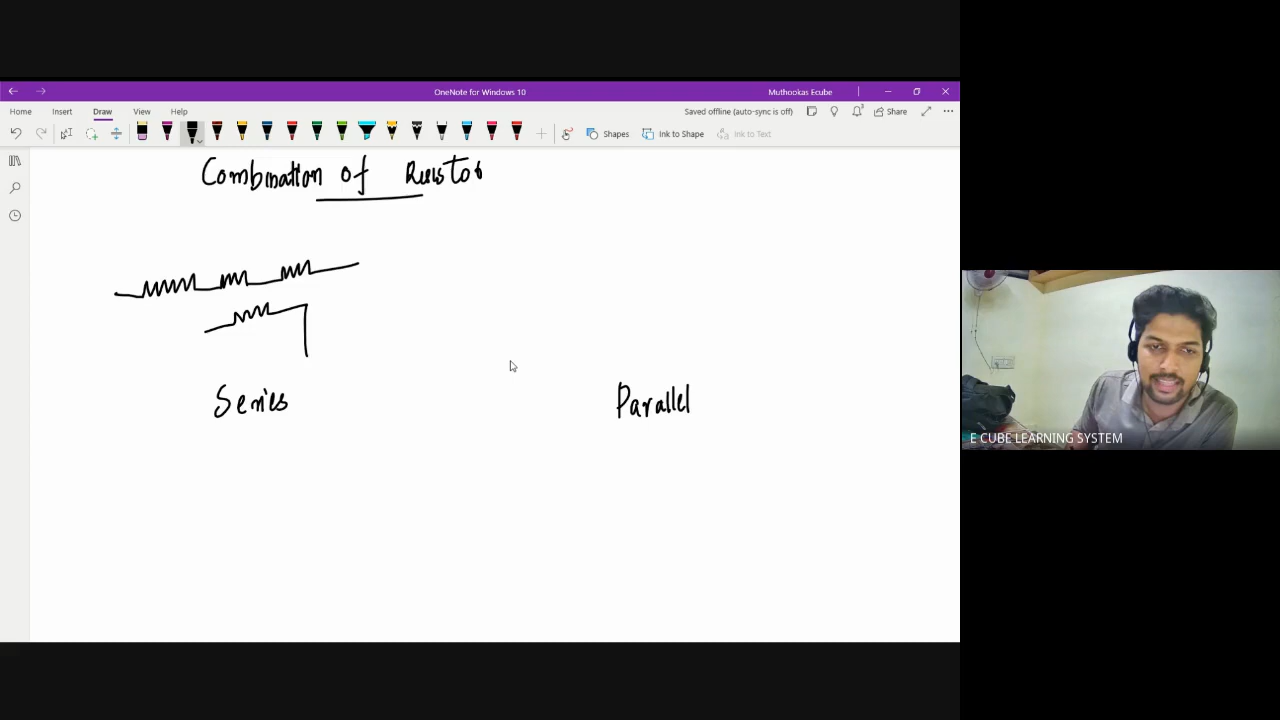 OneNote for Windows 10
Muthookas Ecube
Home Insert Draw View Help
Saved offline (auto-sync is off)
Share
Shapes
Ink to Shape
Ink to Text
Combination of Resistor
Series
Parallel
E CUBE LEARNING SYSTEM